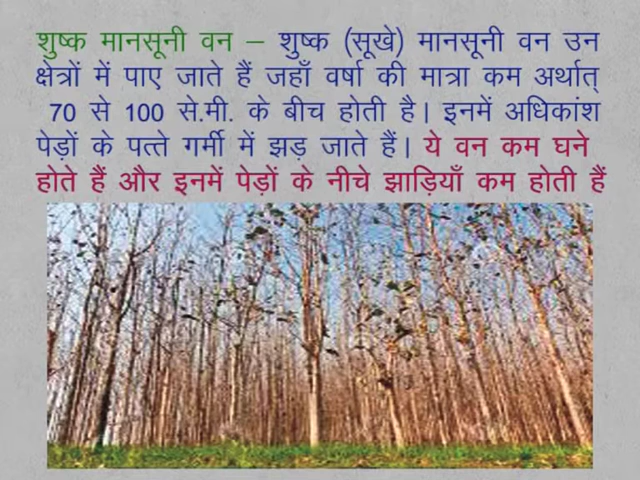 शुष्क मानसूनी वन – शुष्क (सूखे) मानसूनी वन उन
क्षेत्रों में पाए जाते हैं जहाँ वर्षा की मात्रा कम अर्थात्
70 से 100 से.मी. के बीच होती है। इनमें अधिकांश
पेड़ों के पत्ते गर्मी में झड़ जाते हैं। ये वन कम घने
होते हैं और इनमें पेड़ों के नीचे झाड़ियाँ कम होती हैं